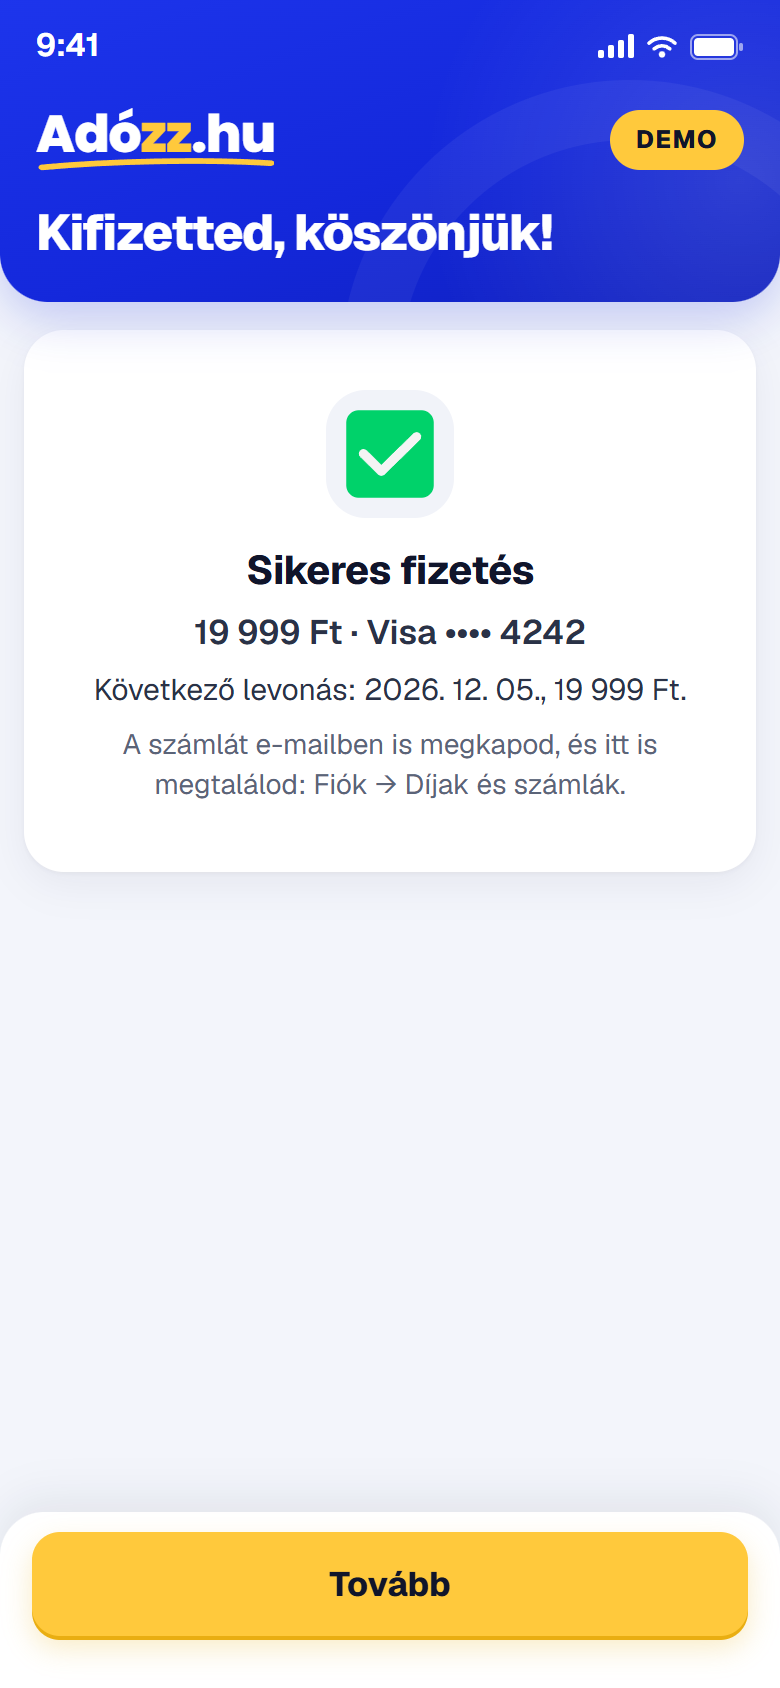 9:41
Adózz.hu
DEMO
Kifizetted, köszönjük!
Sikeres fizetés
19 999 Ft · Visa •••• 4242
Következő levonás: 2026. 12. 05., 19 999 Ft.
A számlát e-mailben is megkapod, és itt is
megtalálod: Fiók → Díjak és számlák.
Tovább